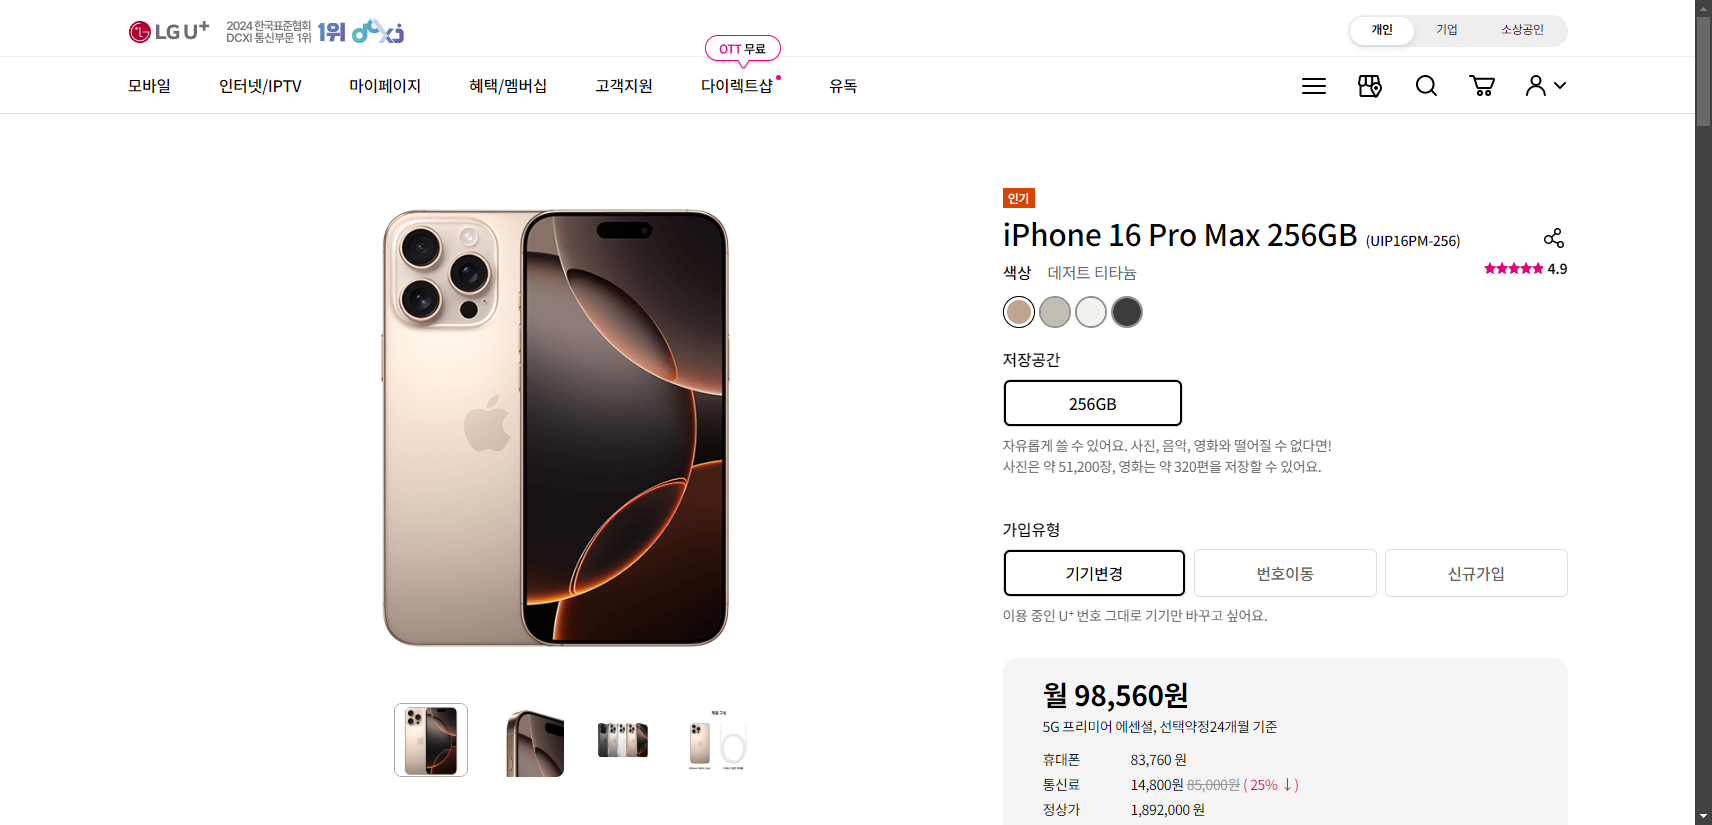 LG U+
2024 한국표준협회
DCXI 통신부문 1위
1위 dcxi
개인 기업 소상공인
OTT 무료
모바일 인터넷/IPTV 마이페이지 혜택/멤버십 고객지원 다이렉트샵 유독
인기
iPhone 16 Pro Max 256GB (UIP16PM-256)
색상 데저트 티타늄
★★★★★ 4.9
저장공간
256GB
자유롭게 쓸 수 있어요. 사진, 음악, 영화와 떨어질 수 없다면!
사진은 약 51,200장, 영화는 약 320편을 저장할 수 있어요.
가입유형
기기변경 번호이동 신규가입
이용 중인 U⁺ 번호 그대로 기기만 바꾸고 싶어요.
월 98,560원
5G 프리미어 에센셜, 선택약정24개월 기준
휴대폰 83,760 원
통신료 14,800원 85,000원 ( 25% ↓ )
정상가 1,892,000 원
제품 구성